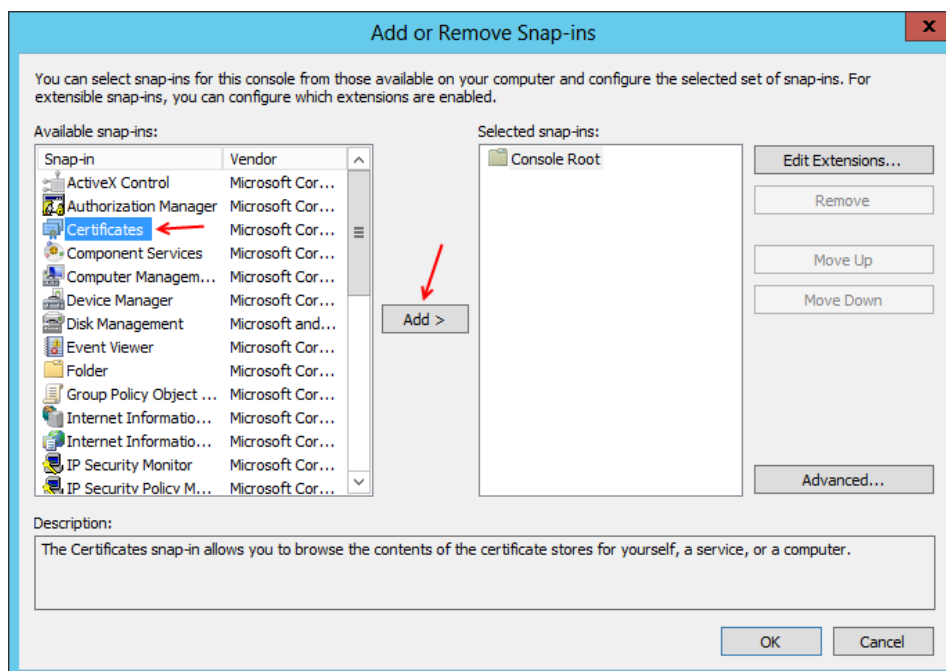 Add or Remove Snap-ins
x
You can select snap-ins for this console from those available on your computer and configure the selected set of snap-ins. For
extensible snap-ins, you can configure which extensions are enabled.
Available snap-ins:
Snap-in Vendor
ActiveX Control Microsoft Cor...
Authorization Manager Microsoft Cor...
Certificates Microsoft Cor...
Component Services Microsoft Cor...
Computer Managem... Microsoft Cor...
Device Manager Microsoft Cor...
Disk Management Microsoft and...
Event Viewer Microsoft Cor...
Folder Microsoft Cor...
Group Policy Object ... Microsoft Cor...
Internet Informatio... Microsoft Cor...
Internet Informatio... Microsoft Cor...
IP Security Monitor Microsoft Cor...
IP Security Policy M... Microsoft Cor...
Add >
Selected snap-ins:
Console Root
Edit Extensions...
Remove
Move Up
Move Down
Advanced...
Description:
The Certificates snap-in allows you to browse the contents of the certificate stores for yourself, a service, or a computer.
OK Cancel